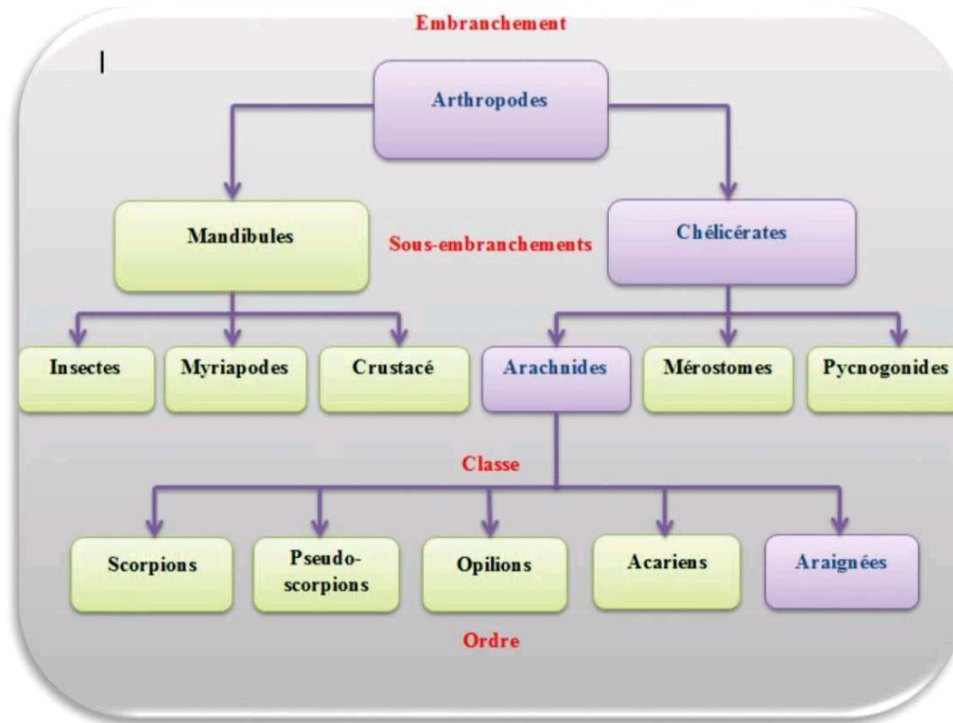 Embranchement
Arthropodes
Mandibules
Sous-embranchements
Chélicérates
Insectes
Myriapodes
Crustacé
Arachnides
Mérostomes
Pycnogonides
Classe
Scorpions
Pseudo-
scorpions
Opilions
Acariens
Araignées
Ordre